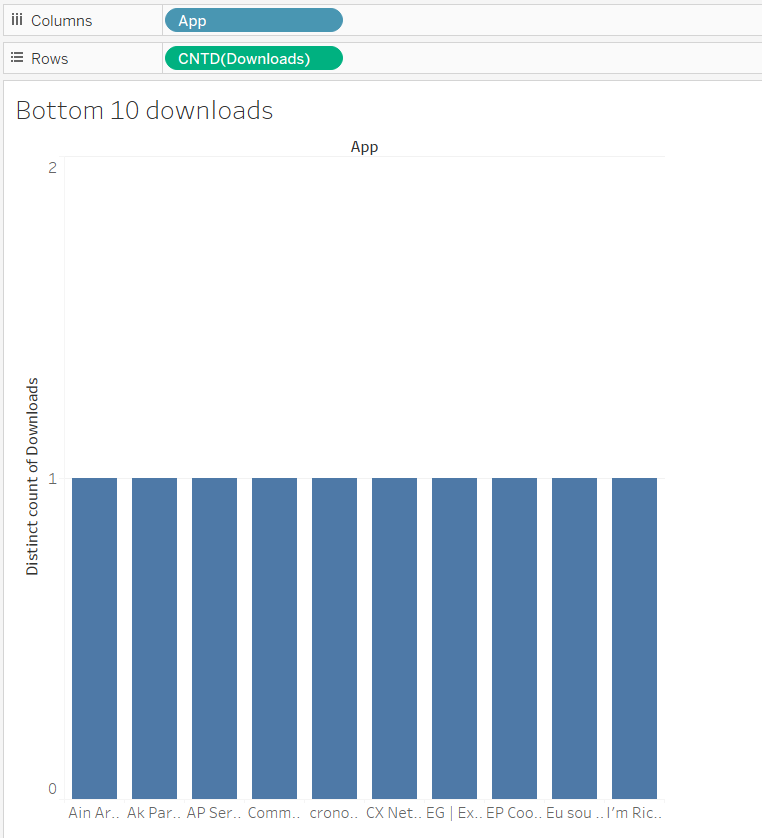 Columns App
Rows CNTD(Downloads)
Bottom 10 downloads
App
2
Distinct count of Downloads
1
0
Ain Ar.. Ak Par.. AP Ser.. Comm.. crono.. CX Net.. EG | Ex.. EP Coo.. Eu sou .. I'm Ric..